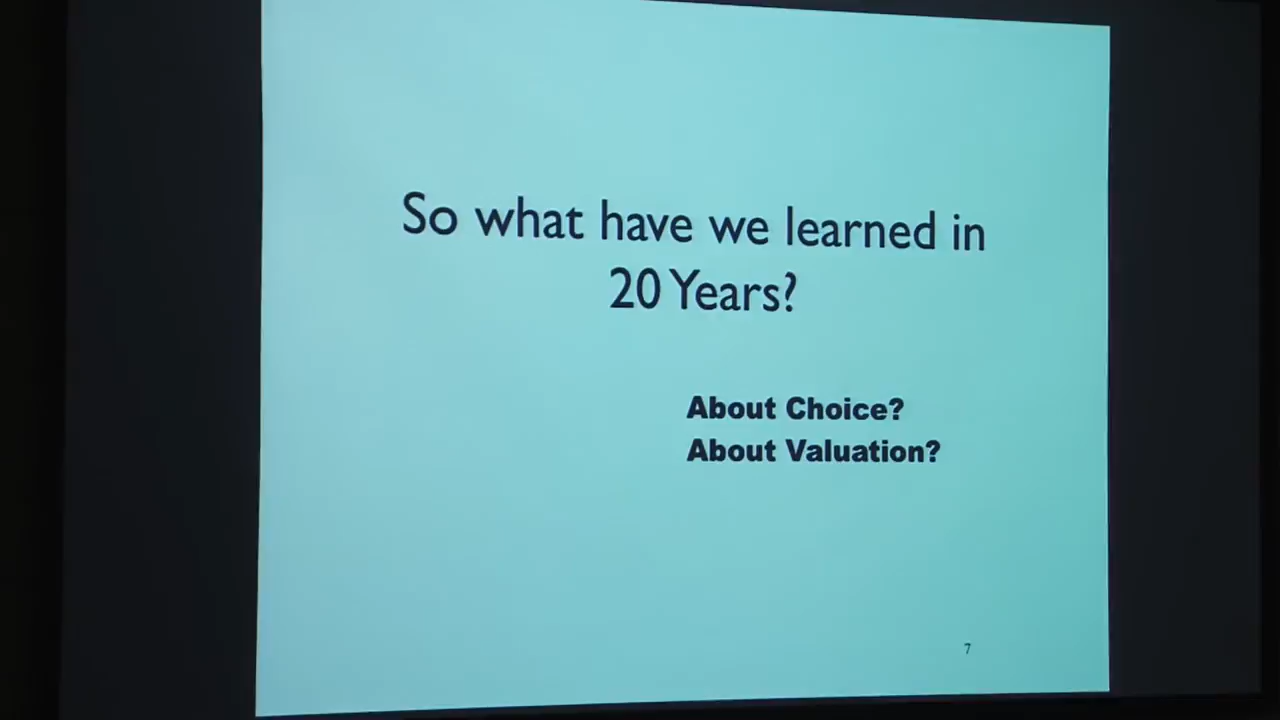 So what have we learned in
20 Years?
About Choice?
About Valuation?
7